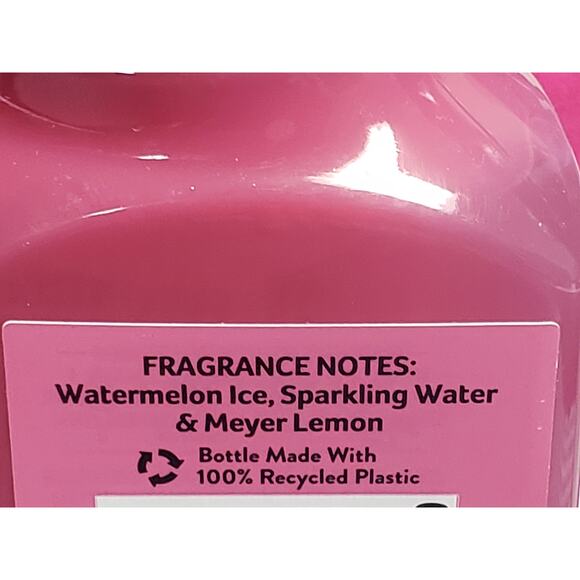 FRAGRANCE NOTES:
Watermelon Ice, Sparkling Water
& Meyer Lemon
Bottle Made With
100% Recycled Plastic